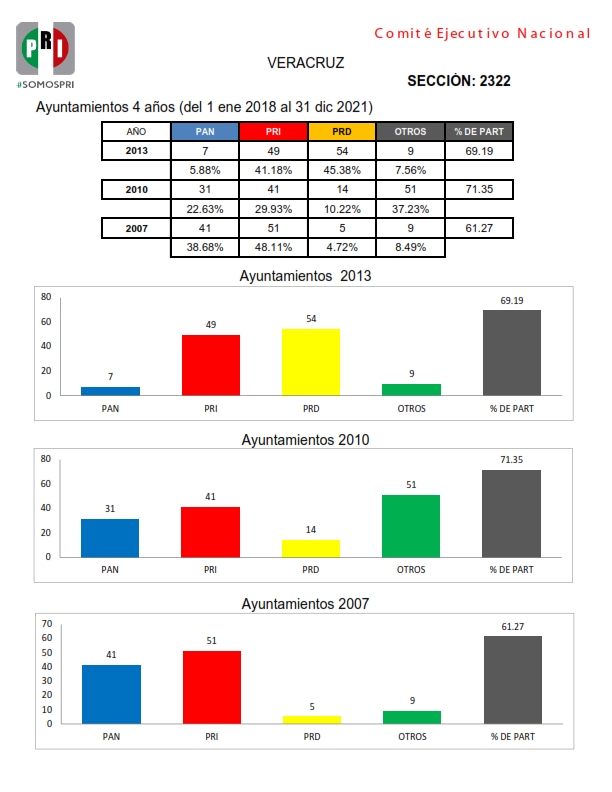 Comité Ejecutivo Nacional
PRI
#SOMOSPRI
VERACRUZ
SECCIÓN: 2322
Ayuntamientos 4 años (del 1 ene 2018 al 31 dic 2021)
AÑO PAN PRI PRD OTROS % DE PART
2013 7 49 54 9 69.19
5.88% 41.18% 45.38% 7.56%
2010 31 41 14 51 71.35
22.63% 29.93% 10.22% 37.23%
2007 41 51 5 9 61.27
38.68% 48.11% 4.72% 8.49%
Ayuntamientos 2013
80
60
40
20
0
7 49 54 9 69.19
PAN PRI PRD OTROS % DE PART
Ayuntamientos 2010
80
60
40
20
0
31 41 14 51 71.35
PAN PRI PRD OTROS % DE PART
Ayuntamientos 2007
70
60
50
40
30
20
10
0
41 51 5 9 61.27
PAN PRI PRD OTROS % DE PART